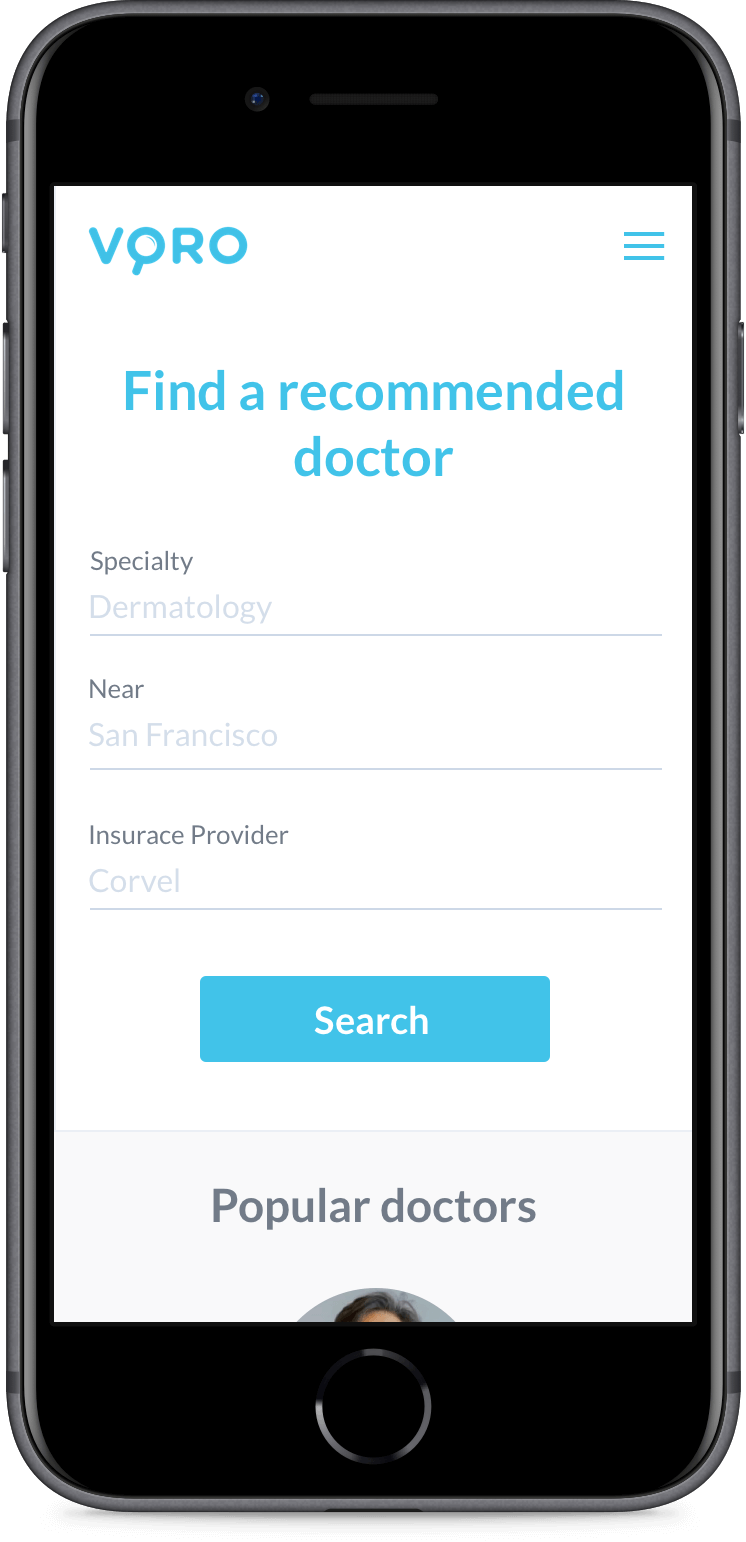 VORO
Find a recommended
doctor
Specialty
Dermatology
Near
San Francisco
Insurace Provider
Corvel
Search
Popular doctors